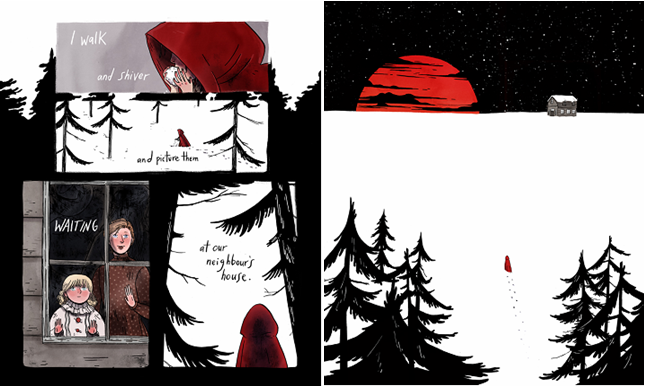 I walk
and shiver
and picture them
WAITING
at our
neighbour's
house.